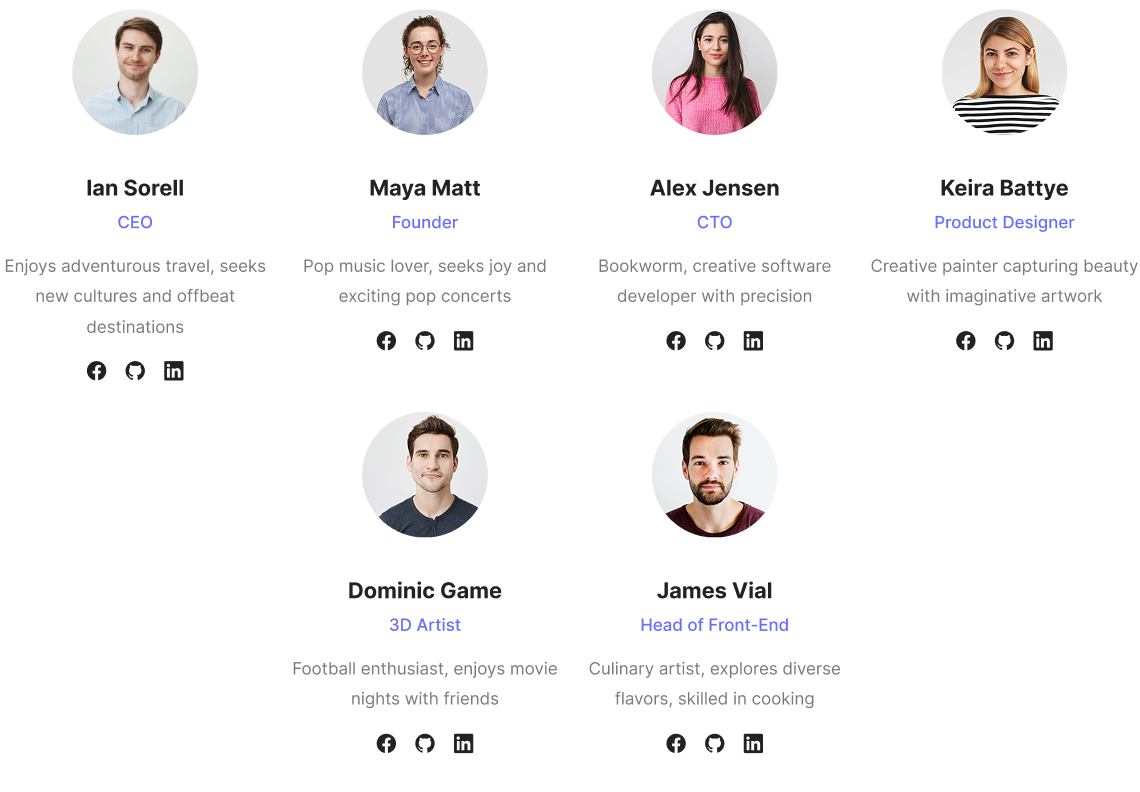 Ian Sorell
CEO
Enjoys adventurous travel, seeks
new cultures and offbeat
destinations
Maya Matt
Founder
Pop music lover, seeks joy and
exciting pop concerts
Alex Jensen
CTO
Bookworm, creative software
developer with precision
Keira Battye
Product Designer
Creative painter capturing beauty
with imaginative artwork
Dominic Game
3D Artist
Football enthusiast, enjoys movie
nights with friends
James Vial
Head of Front-End
Culinary artist, explores diverse
flavors, skilled in cooking